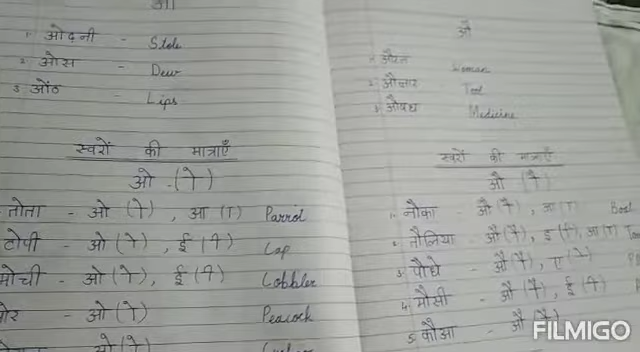 ओ
1. ओढ़नी - Stole
2. ओस - Dew
3 ओंठ - Lips
स्वरों की मात्राएँ
ओ - (ो)
तोता - ओ (ो), आ (ा) Parrot
टोपी - ओ (ो), ई (ी) Cap
मोची - ओ (ो), ई (ी) Cobbler
मोर - ओ (ो) Peacock
ओ (ो)
औ
1. औरत Woman
2. औजार Tool
3 औषध Medicine
स्वरों की मात्राएँ
औ (ौ)
1. नौका - औ (ौ), आ (ा) Boat
2. तौलिया - औ (ौ), इ (ि), आ (ा)
3 पौधे - औ (ौ), ए (े)
4 मौसी - औ (ौ), ई (ी)
5. कौआ - औ (ौ)
FILMIGO